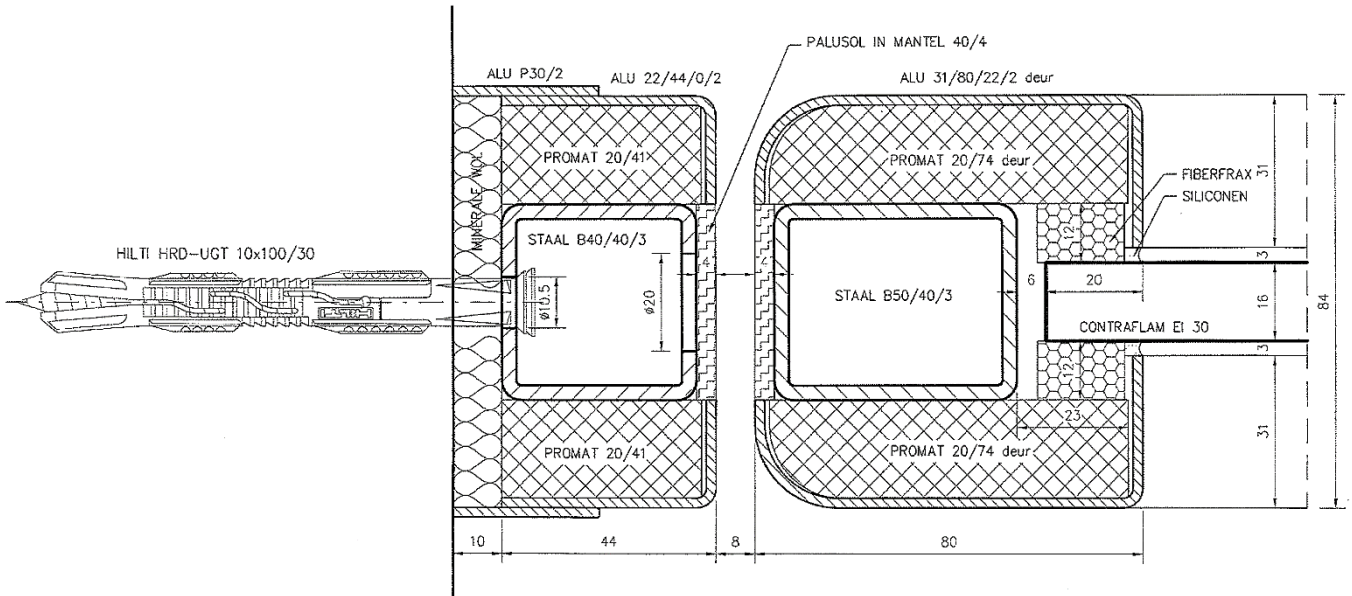 PALUSOL IN MANTEL 40/4
ALU P30/2
ALU 22/44/0/2
ALU 31/80/22/2 deur
PROMAT 20/41
PROMAT 20/74 deur
FIBERFRAX
SILICONEN
31
MINERALE WOL
STAAL B40/40/3
12
HILTI HRD-UGT 10x100/30
4
4
3
ø10.5
ø20
STAAL B50/40/3
6
20
16
84
CONTRAFLAM EI 30
3
12
23
31
PROMAT 20/41
PROMAT 20/74 deur
10
44
8
80